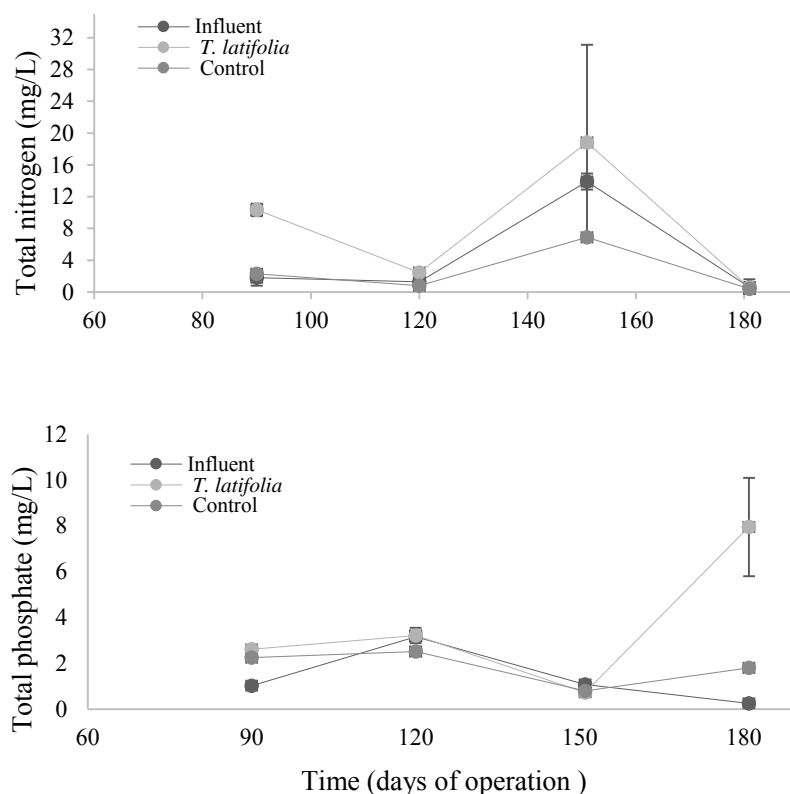 Total nitrogen (mg/L)
32
28
24
20
16
12
8
4
0
Influent
T. latifolia
Control
60 80 100 120 140 160 180
Total phosphate (mg/L)
12
10
8
6
4
2
0
Influent
T. latifolia
Control
60 90 120 150 180
Time (days of operation )